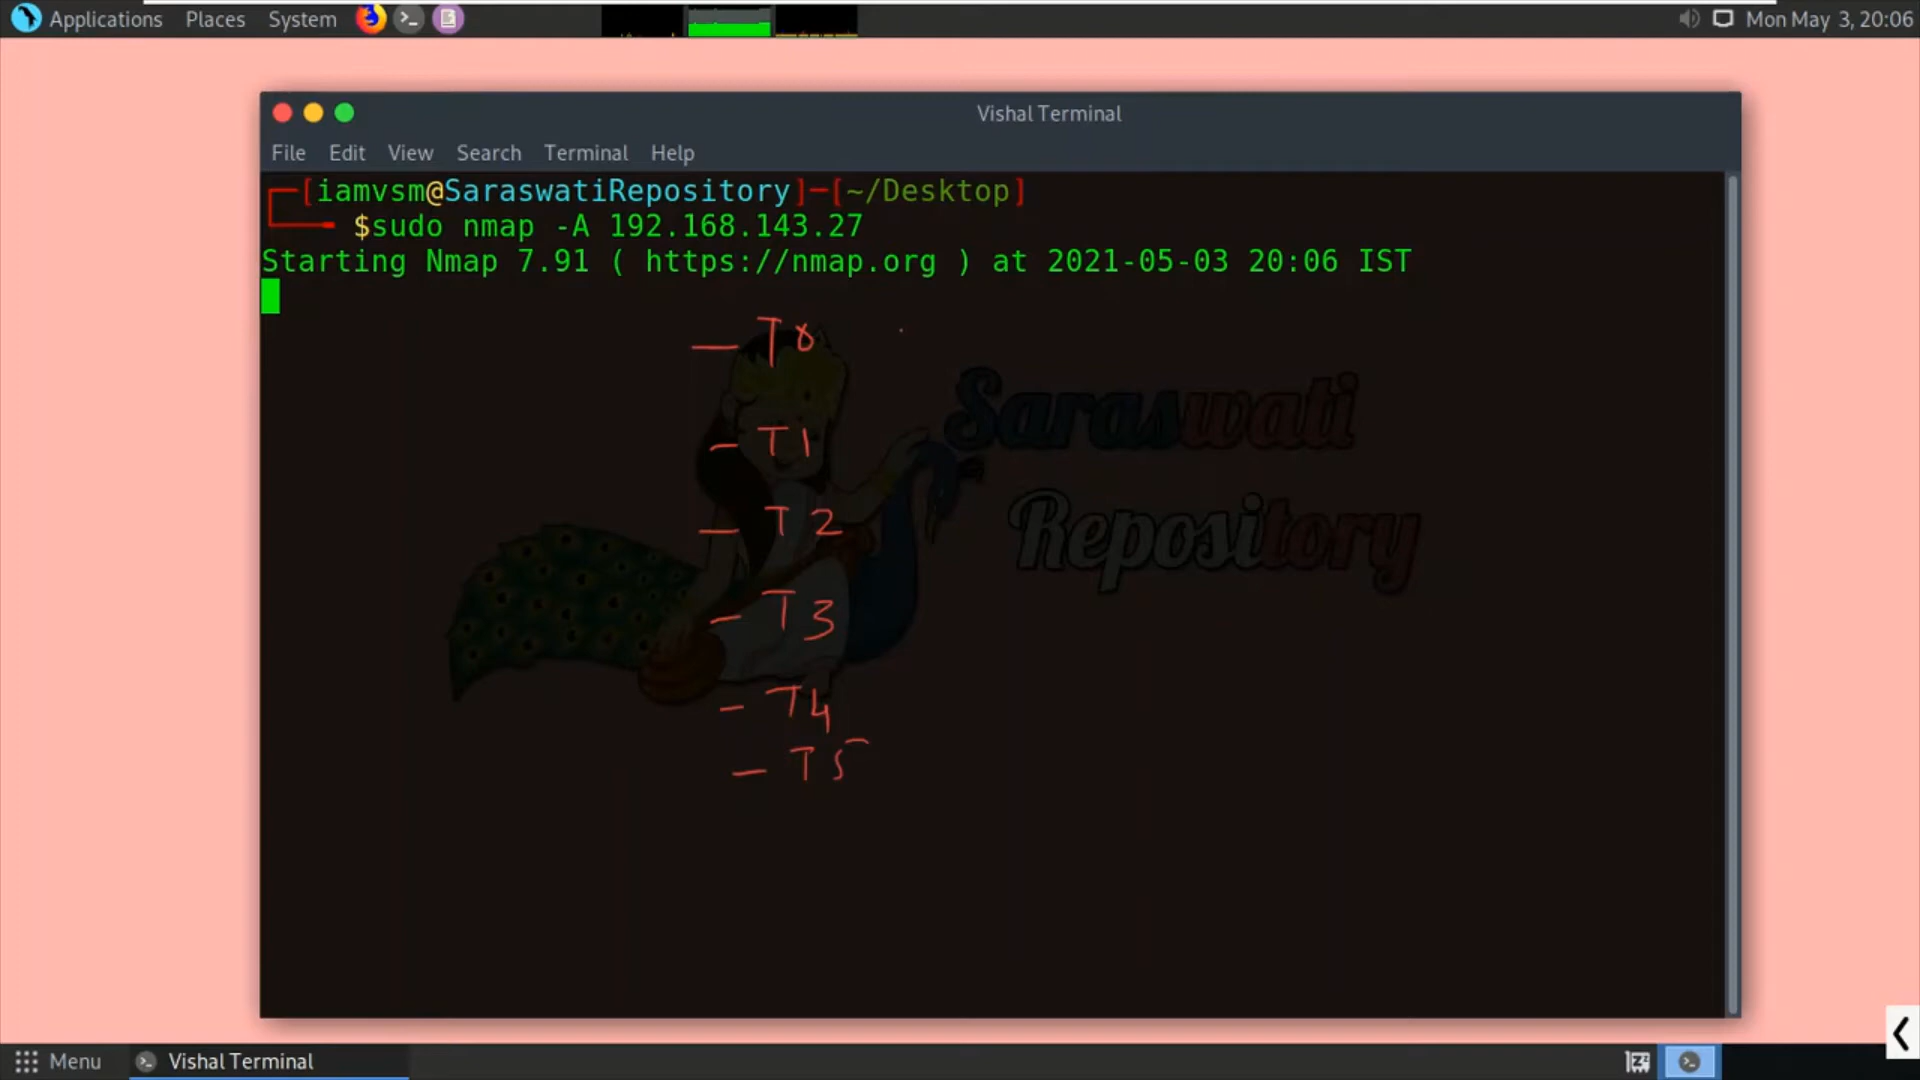 Applications Places System Mon May 3, 20:06
Vishal Terminal
File Edit View Search Terminal Help
[iamvsm@SaraswatiRepository]-[~/Desktop]
$sudo nmap -A 192.168.143.27
Starting Nmap 7.91 ( https://nmap.org ) at 2021-05-03 20:06 IST
– T0
– T1
– T2
– T3
– T4
– T5
Saraswati
Repository
Menu Vishal Terminal